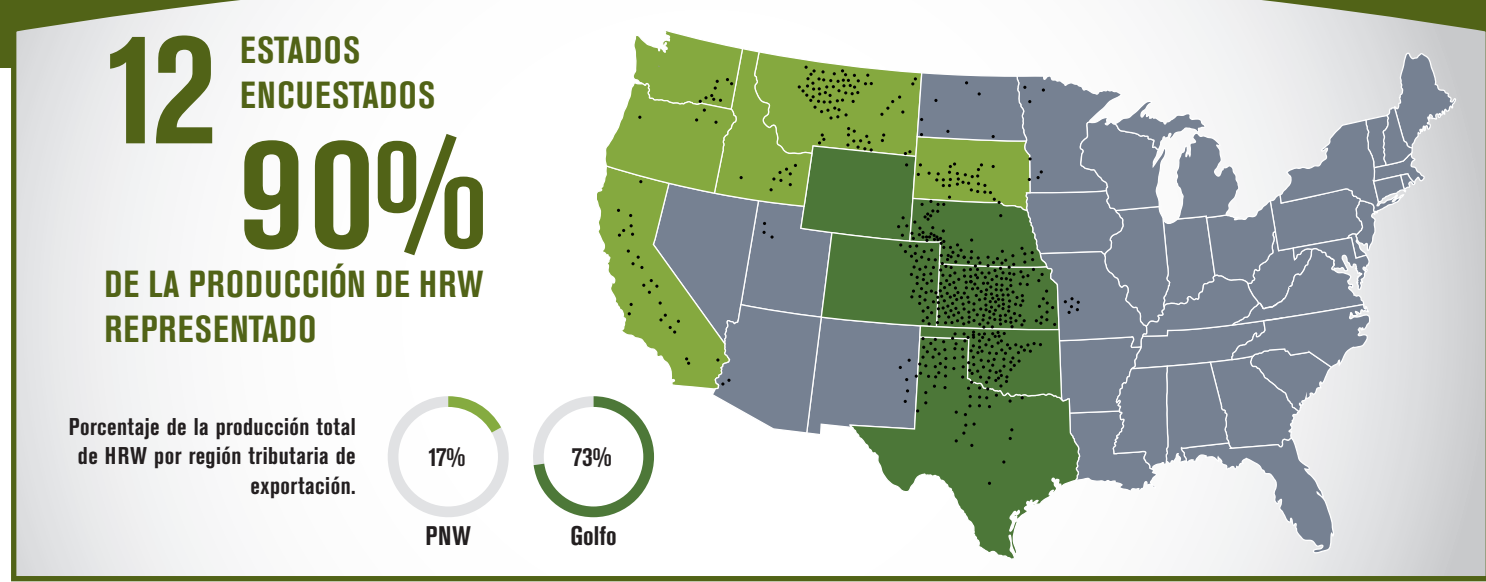 12
ESTADOS
ENCUESTADOS
90%
DE LA PRODUCCIÓN DE HRW
REPRESENTADO
Porcentaje de la producción total
de HRW por región tributaria de
exportación.
17%
PNW
73%
Golfo